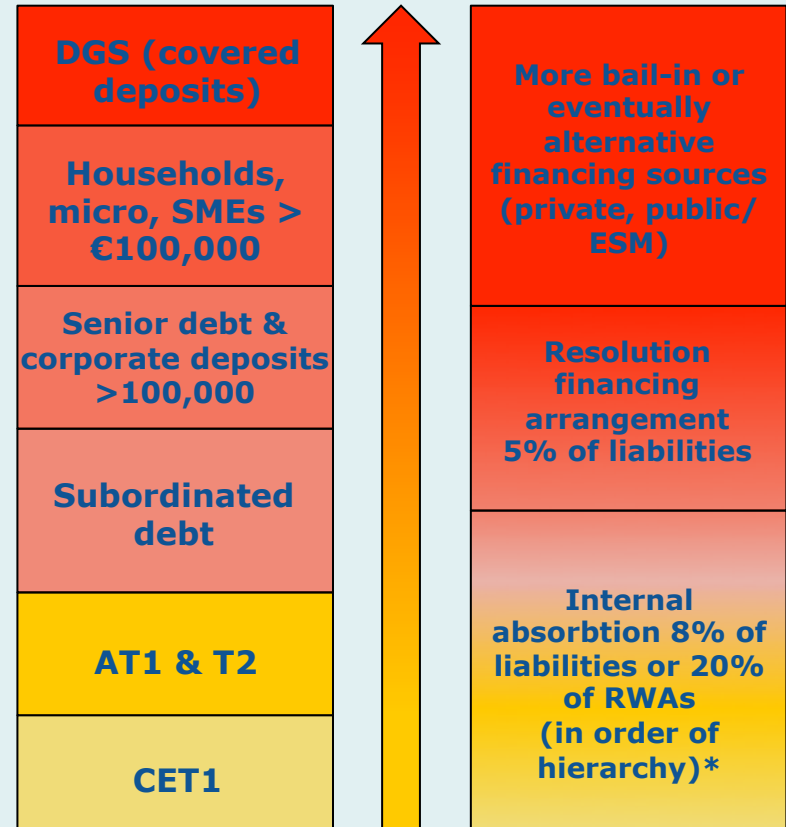 DGS (covered
deposits)
Households,
micro, SMEs >
€100,000
Senior debt &
corporate deposits
>100,000
Subordinated
debt
AT1 & T2
CET1
More bail-in or
eventually
alternative
financing sources
(private, public/
ESM)
Resolution
financing
arrangement
5% of liabilities
Internal
absorbtion 8% of
liabilities or 20%
of RWAs
(in order of
hierarchy)*